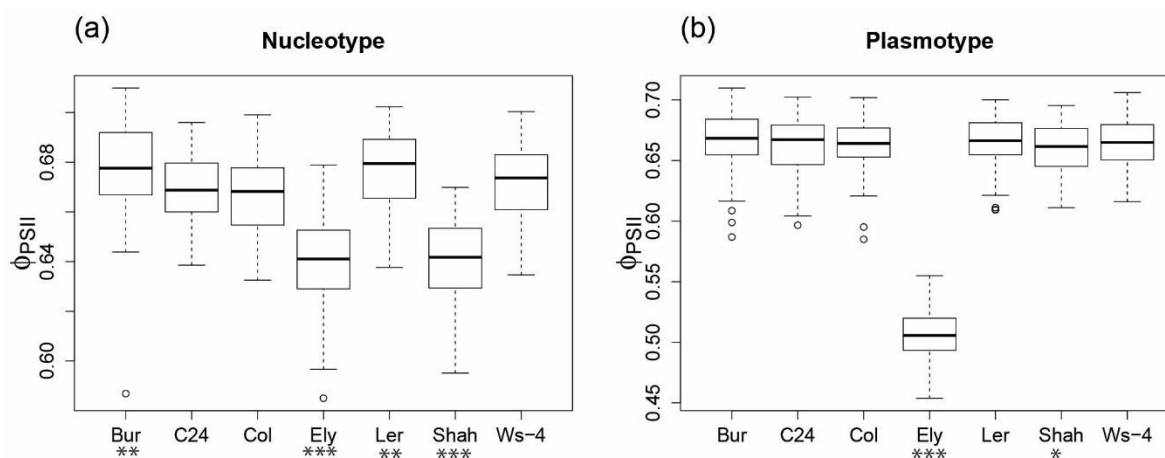 (a)
Nucleotype
ΦPSII
0.68
0.64
0.60
Bur C24 Col Ely Ler Shah Ws-4
** *** ** ***
(b)
Plasmotype
ΦPSII
0.70
0.65
0.60
0.55
0.50
0.45
Bur C24 Col Ely Ler Shah Ws-4
*** *